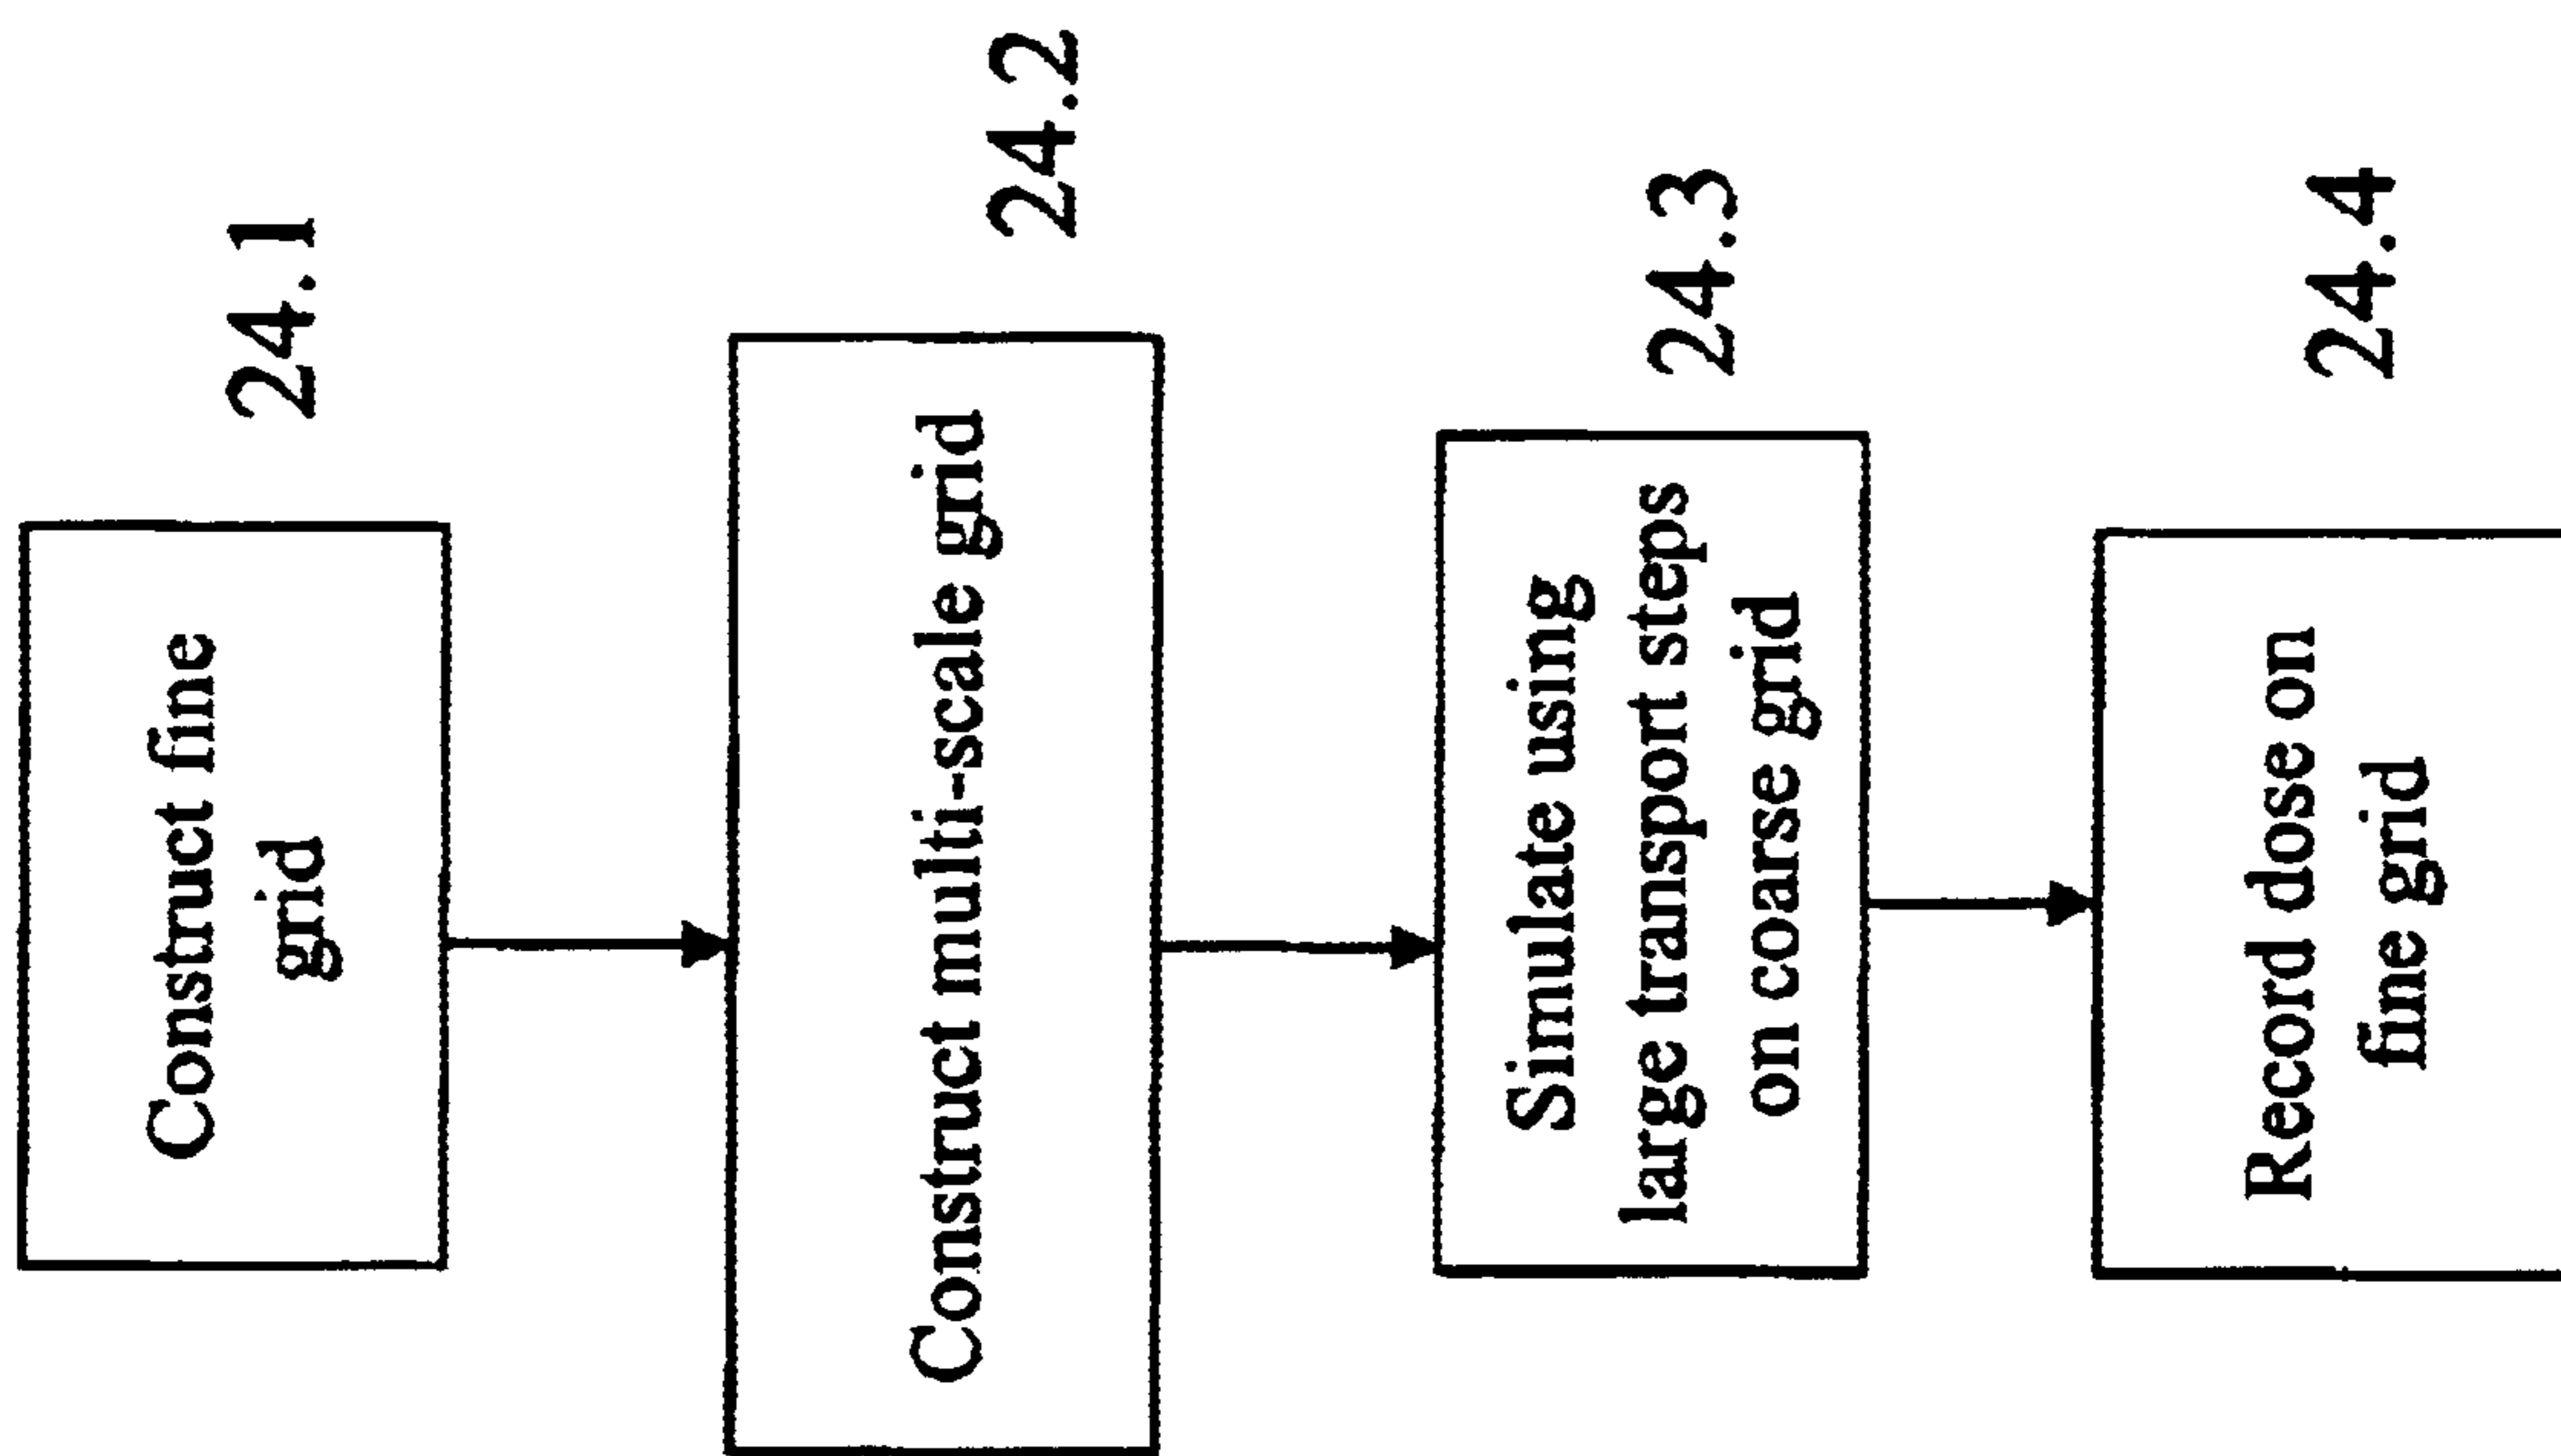 Construct fine
grid
24.1
Construct multi-scale grid
24.2
Simulate using
large transport steps
on coarse grid
24.3
Record dose on
fine grid
24.4